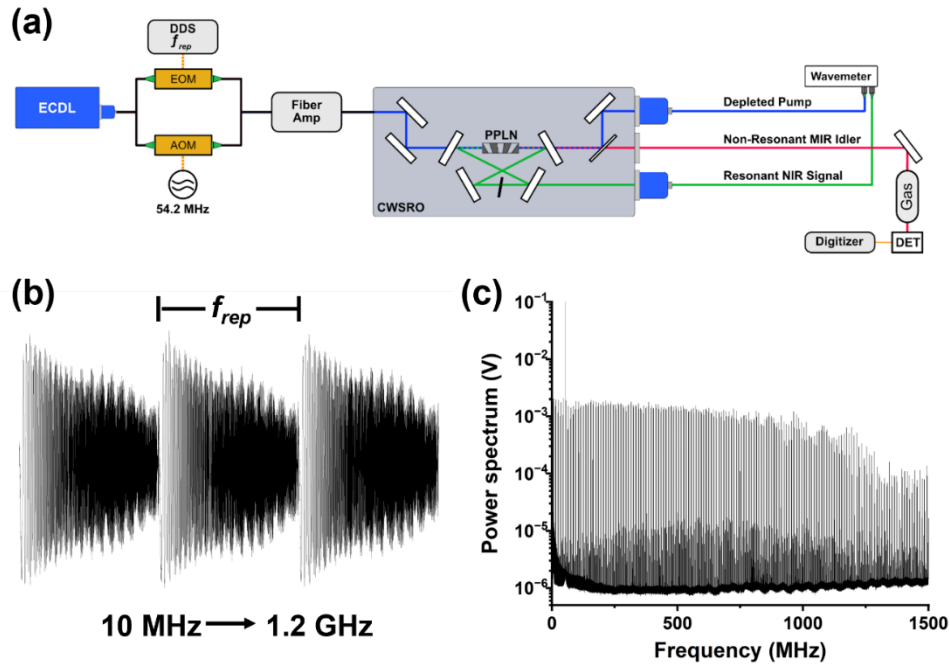 (a)
DDS
f_rep
EOM
ECDL
AOM
54.2 MHz
Fiber
Amp
PPLN
CWSRO
Wavemeter
Depleted Pump
Non-Resonant MIR Idler
Resonant NIR Signal
Gas
Digitizer
DET
(b)
f_rep
10 MHz → 1.2 GHz
(c)
Power spectrum (V)
10⁻¹
10⁻²
10⁻³
10⁻⁴
10⁻⁵
10⁻⁶
0
500
1000
1500
Frequency (MHz)